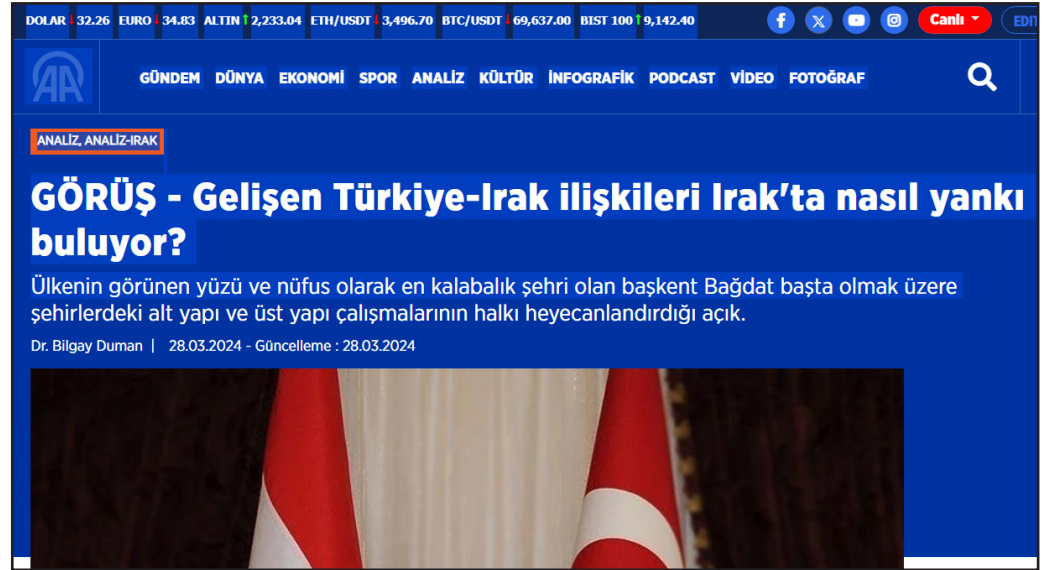 DOLAR ↓ 32.26 EURO ↓ 34.83 ALTIN ↑ 2,233.04 ETH/USDT ↓ 3,496.70 BTC/USDT ↓ 69,637.00 BIST 100 ↑ 9,142.40 Canlı
AA GÜNDEM DÜNYA EKONOMİ SPOR ANALİZ KÜLTÜR İNFOGRAFİK PODCAST VİDEO FOTOĞRAF
ANALİZ, ANALİZ-IRAK
GÖRÜŞ - Gelişen Türkiye-Irak ilişkileri Irak'ta nasıl yankı
buluyor?
Ülkenin görünen yüzü ve nüfus olarak en kalabalık şehri olan başkent Bağdat başta olmak üzere
şehirlerdeki alt yapı ve üst yapı çalışmalarının halkı heyecanlandırdığı açık.
Dr. Bilgay Duman | 28.03.2024 - Güncelleme : 28.03.2024